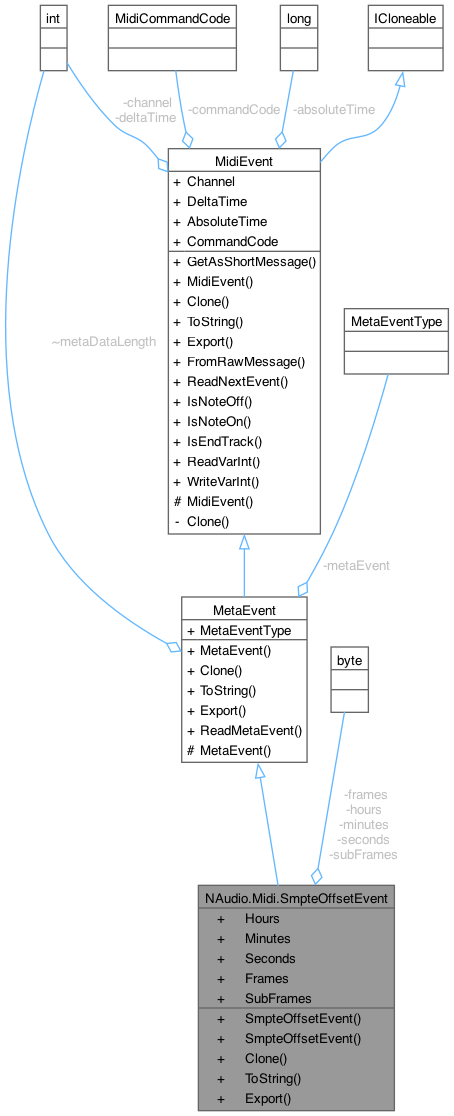 int
MidiCommandCode
long
ICloneable
-channel
-deltaTime
-commandCode
-absoluteTime
MidiEvent
+ Channel
+ DeltaTime
+ AbsoluteTime
+ CommandCode
+ GetAsShortMessage()
+ MidiEvent()
+ Clone()
+ ToString()
+ Export()
+ FromRawMessage()
+ ReadNextEvent()
+ IsNoteOff()
+ IsNoteOn()
+ IsEndTrack()
+ ReadVarInt()
+ WriteVarInt()
# MidiEvent()
- Clone()
~metaDataLength
MetaEventType
-metaEvent
MetaEvent
+ MetaEventType
+ MetaEvent()
+ Clone()
+ ToString()
+ Export()
+ ReadMetaEvent()
# MetaEvent()
byte
-frames
-hours
-minutes
-seconds
-subFrames
NAudio.Midi.SmpteOffsetEvent
+ Hours
+ Minutes
+ Seconds
+ Frames
+ SubFrames
+ SmpteOffsetEvent()
+ SmpteOffsetEvent()
+ Clone()
+ ToString()
+ Export()